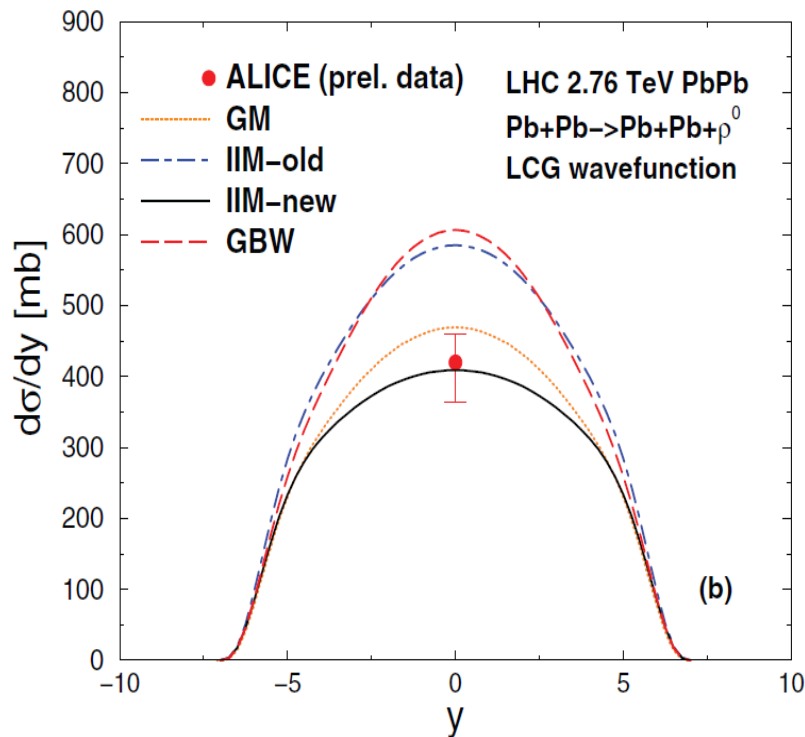 ALICE (prel. data)
GM
IIM-old
IIM-new
GBW
LHC 2.76 TeV PbPb
Pb+Pb->Pb+Pb+ρ⁰
LCG wavefunction
(b)
dσ/dy [mb]
900
800
700
600
500
400
300
200
100
0
−10
−5
0
5
10
y